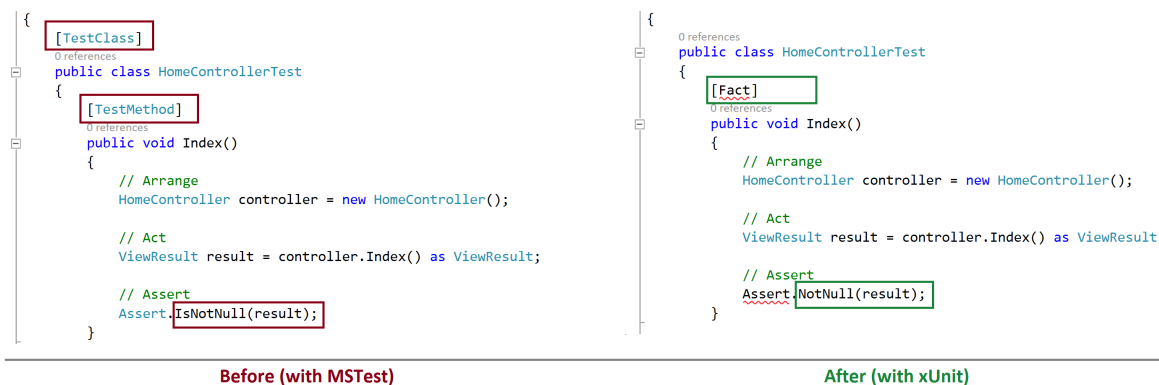 {
[TestClass]
0 references
public class HomeControllerTest
{
[TestMethod]
0 references
public void Index()
{
// Arrange
HomeController controller = new HomeController();
// Act
ViewResult result = controller.Index() as ViewResult;
// Assert
Assert.IsNotNull(result);
}
Before (with MSTest)
{
0 references
public class HomeControllerTest
{
[Fact]
0 references
public void Index()
{
// Arrange
HomeController controller = new HomeController();
// Act
ViewResult result = controller.Index() as ViewResult
// Assert
Assert.NotNull(result);
}
After (with xUnit)